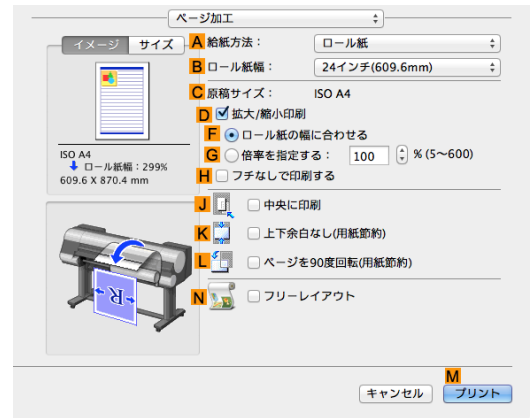 ページ加工
イメージ サイズ
A 給紙方法： ロール紙
B ロール紙幅： 24インチ(609.6mm)
C 原稿サイズ： ISO A4
D 拡大/縮小印刷
F ロール紙の幅に合わせる
G 倍率を指定する： 100 % (5～600)
H フチなしで印刷する
ISO A4
ロール紙幅：299%
609.6 X 870.4 mm
J 中央に印刷
K 上下余白なし(用紙節約)
L ページを90度回転(用紙節約)
R
N フリーレイアウト
M
キャンセル プリント